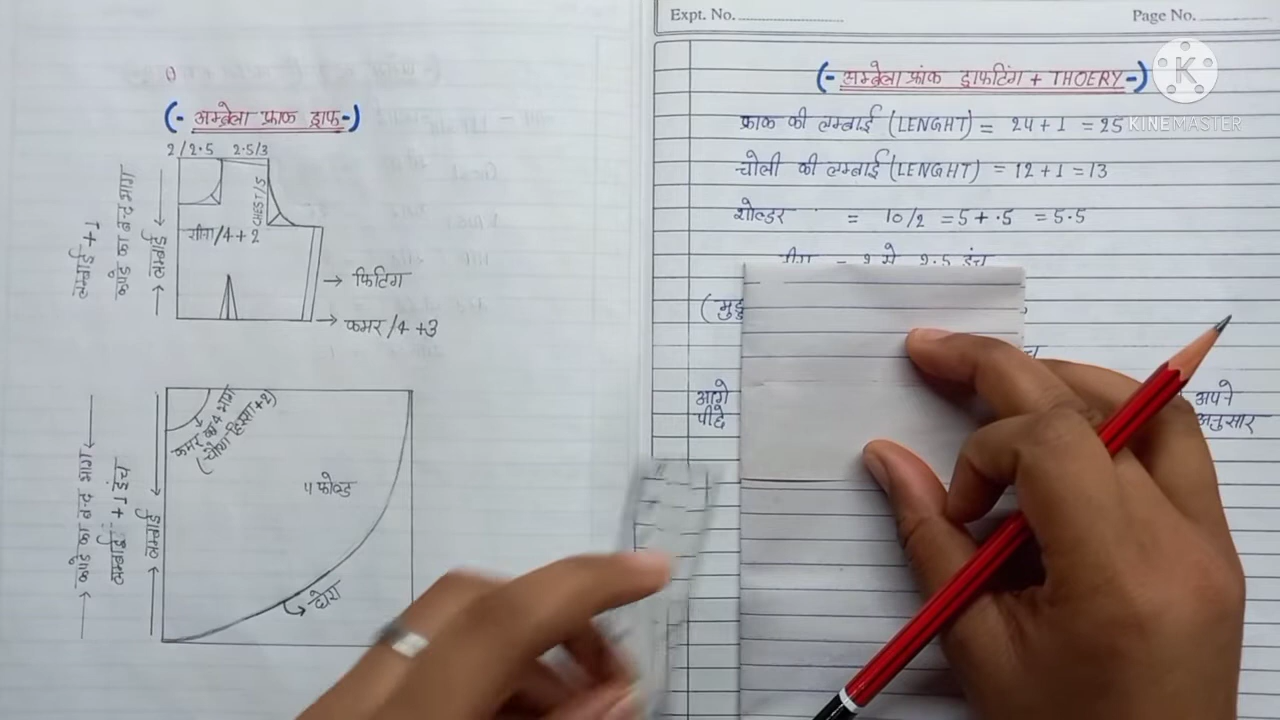 (- अम्ब्रेला फ्राक ड्राफ -)
2/2.5 2.5/3
CHEST/5
सीना/4+2
फिटिंग
कमर/4+3
लम्बाई
कपडे का बन्द भाग
लम्बाई +1
कमर का 4 भाग
(चौथा हिस्सा+2)
4 फोल्ड
घेरा
लम्बाई
कपडे का बन्द भाग
लम्बाई + 1 इंच
Expt. No. Page No.
(- अम्ब्रेला फ्रांक ड्राफटिंग + THOERY -)
फ्राक की लम्बाई (LENGHT) = 24+1 = 25
चोली की लम्बाई (LENGHT) = 12+1 = 13
शोल्डर = 10/2 = 5+.5 = 5.5
आगे अपने
पीछे अनुसार
K
KINEMASTER